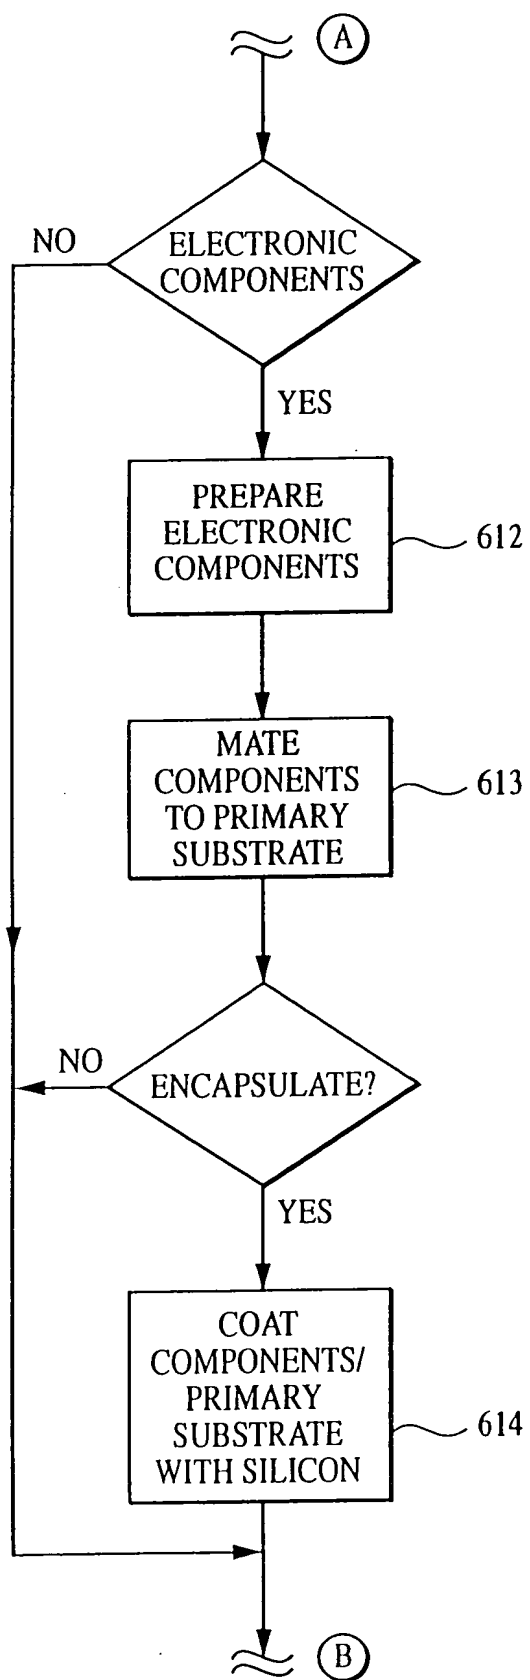 A
NO
ELECTRONIC
COMPONENTS
YES
PREPARE
ELECTRONIC
COMPONENTS
612
MATE
COMPONENTS
TO PRIMARY
SUBSTRATE
613
NO
ENCAPSULATE?
YES
COAT
COMPONENTS/
PRIMARY
SUBSTRATE
WITH SILICON
614
B